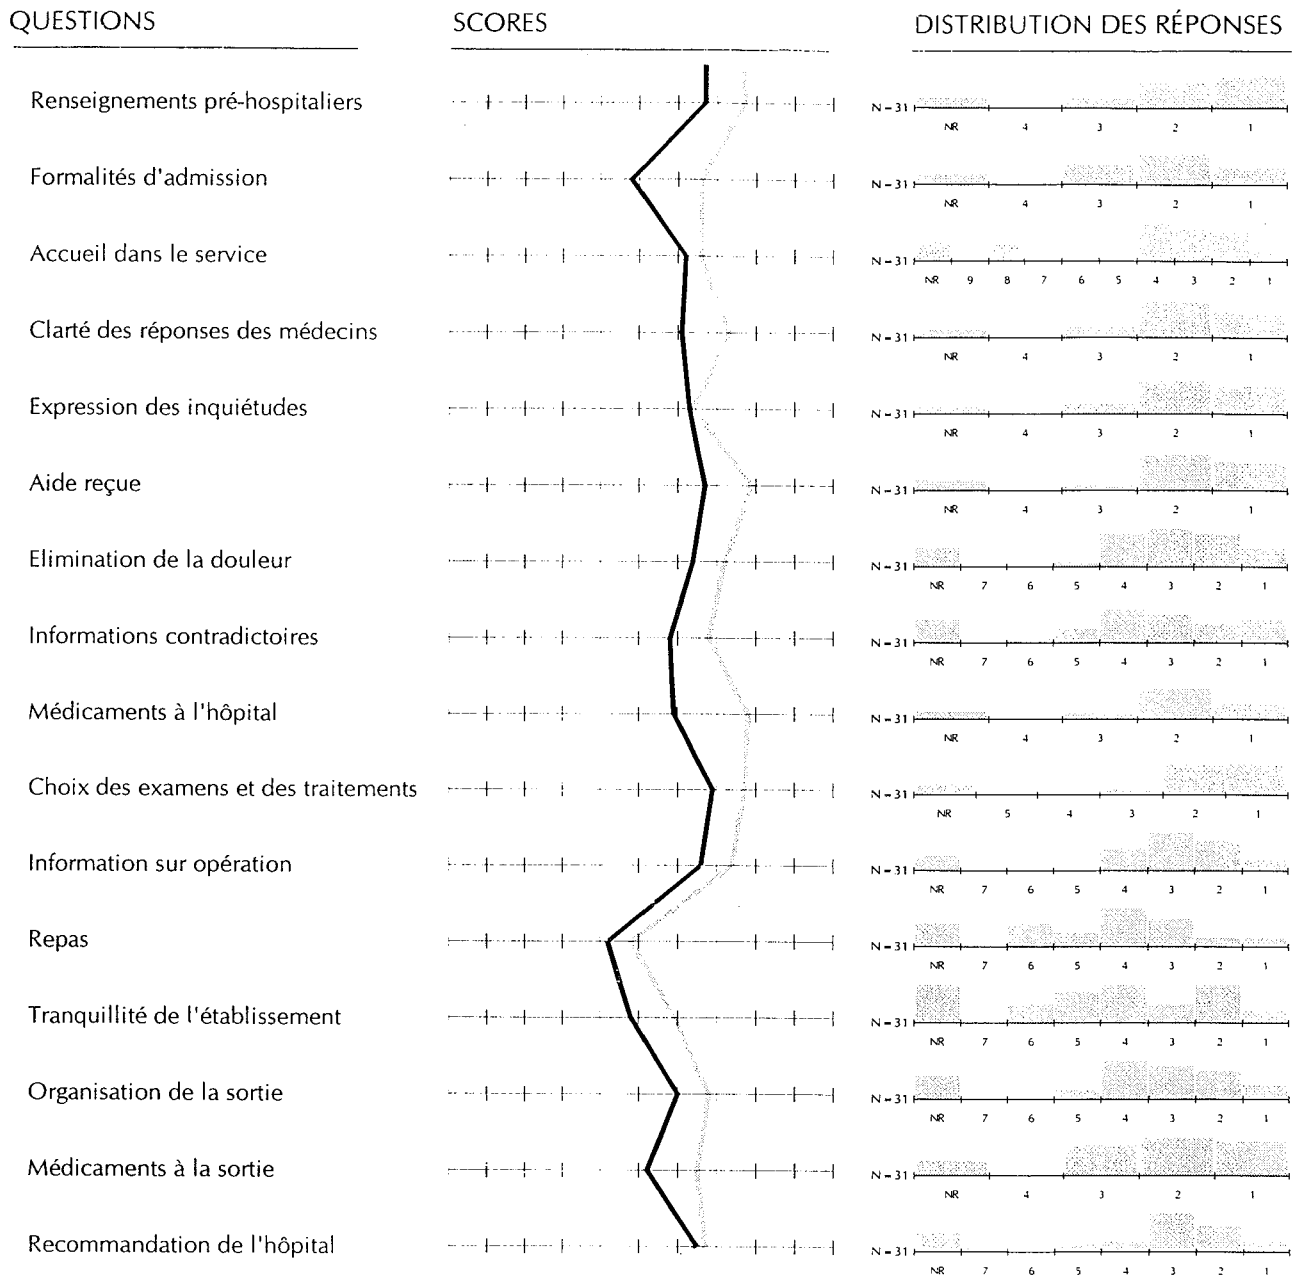 QUESTIONS SCORES DISTRIBUTION DES RÉPONSES
Renseignements pré-hospitaliers N=31
NR 4 3 2 1
Formalités d'admission N=31
NR 4 3 2 1
Accueil dans le service N=31
NR 9 8 7 6 5 4 3 2 1
Clarté des réponses des médecins N=31
NR 4 3 2 1
Expression des inquiétudes N=31
NR 4 3 2 1
Aide reçue N=31
NR 4 3 2 1
Elimination de la douleur N=31
NR 7 6 5 4 3 2 1
Informations contradictoires N=31
NR 7 6 5 4 3 2 1
Médicaments à l'hôpital N=31
NR 4 3 2 1
Choix des examens et des traitements N=31
NR 5 4 3 2 1
Information sur opération N=31
NR 7 6 5 4 3 2 1
Repas N=31
NR 7 6 5 4 3 2 1
Tranquillité de l'établissement N=31
NR 7 6 5 4 3 2 1
Organisation de la sortie N=31
NR 7 6 5 4 3 2 1
Médicaments à la sortie N=31
NR 4 3 2 1
Recommandation de l'hôpital N=31
NR 7 6 5 4 3 2 1